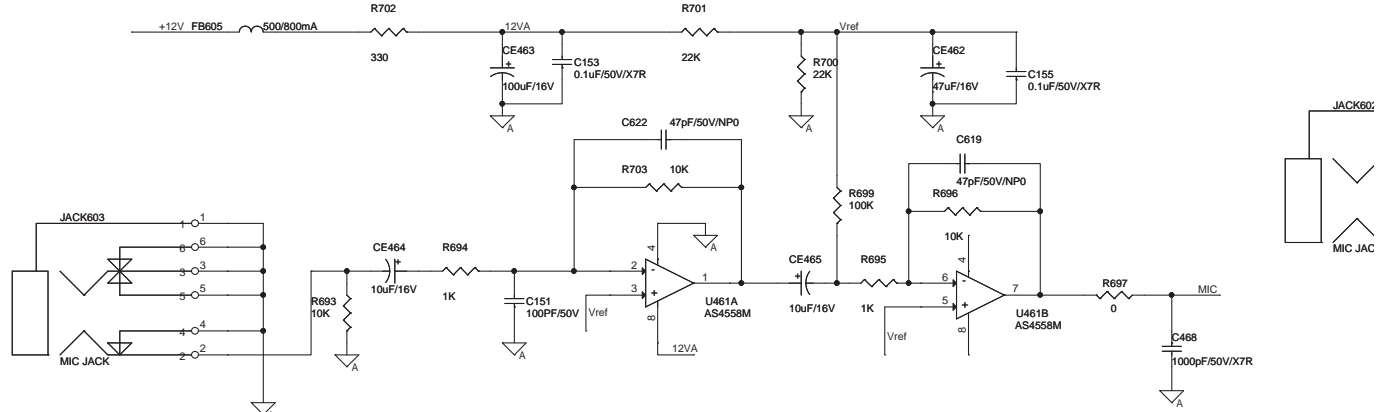 R702
R701
+12V FB605 500/800mA 12VA Vref
330
CE463
+
100uF/16V
C153
0.1uF/50V/X7R
22K
R700
22K
CE462
+
47uF/16V
C155
0.1uF/50V/X7R
A
A
A
JACK602
C622 47pF/50V/NP0
C619
47pF/50V/NP0
R703 10K
R699
100K
R696
10K
JACK603
1 1
6 6
3 3
5 5
4 4
2 2
MIC JACK
CE464
+
10uF/16V
R694
1K
R693
10K
A
C151
100PF/50V
A
A
4
2 -
3 +
1
8
U461A
AS4558M
Vref
12VA
CE465
+
10uF/16V
R695
1K
4
6 -
5 +
7
8
U461B
AS4558M
Vref
R697
0
MIC
C468
1000pF/50V/X7R
A
MIC JAC